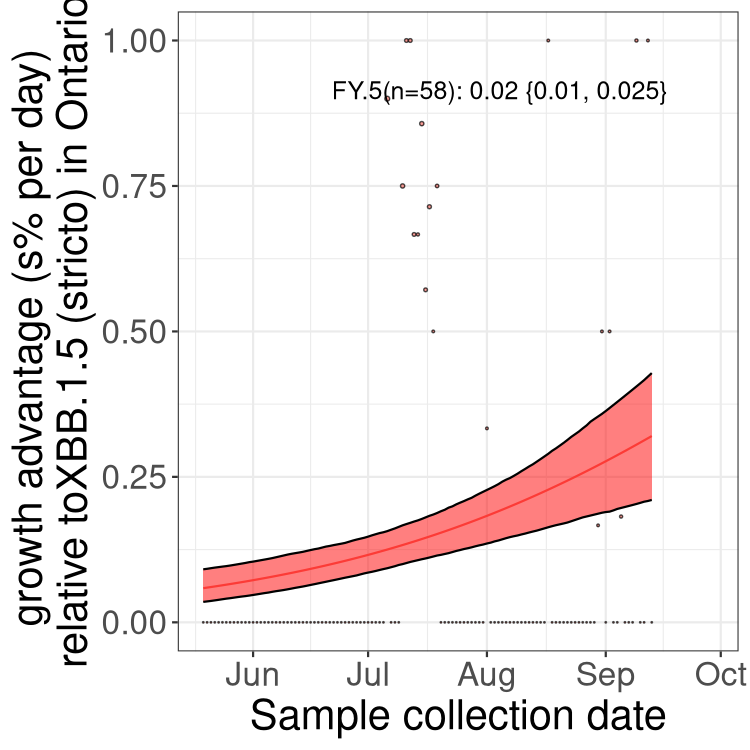 growth advantage (s% per day)
relative toXBB.1.5 (stricto) in Ontario
1.00
0.75
0.50
0.25
0.00
FY.5(n=58): 0.02 {0.01, 0.025}
Jun Jul Aug Sep Oct
Sample collection date